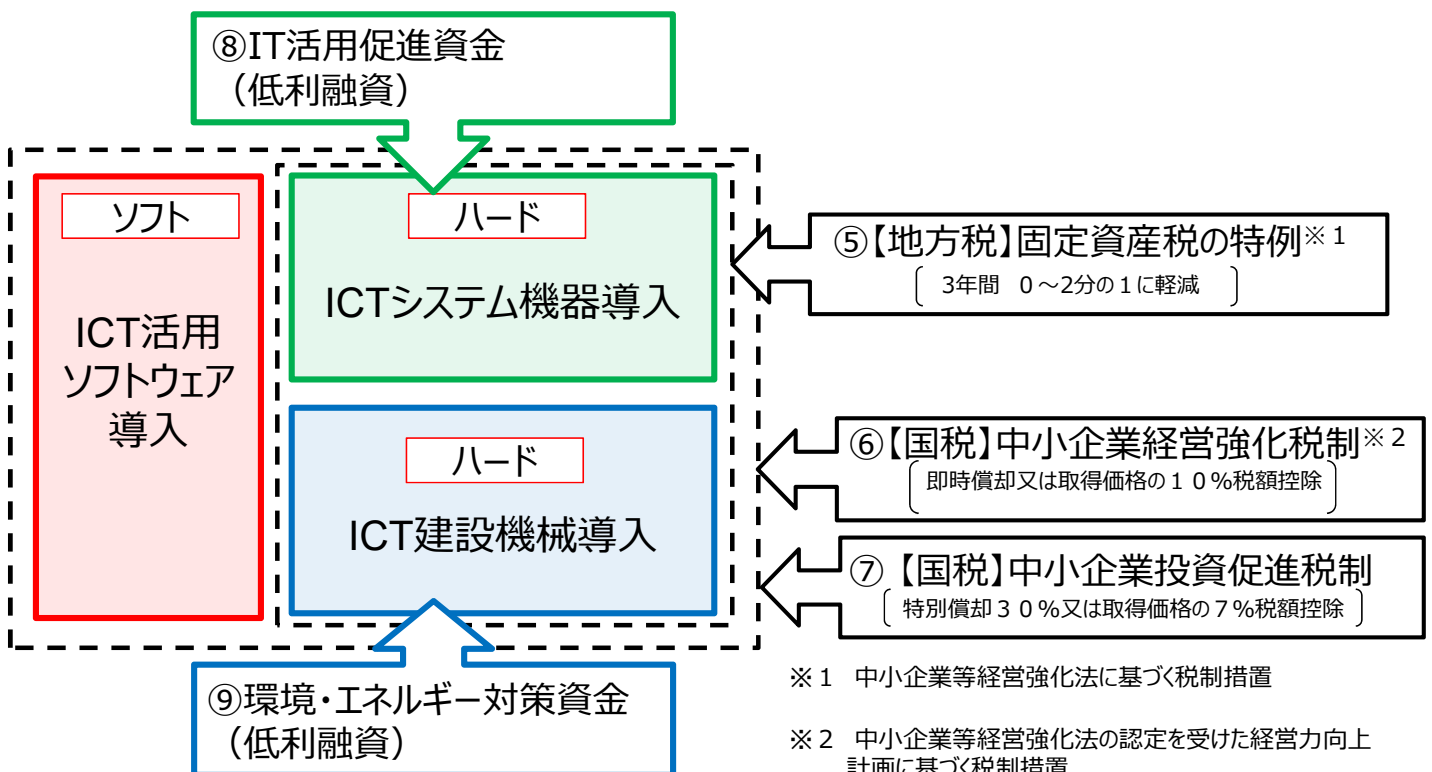 ⑧IT活用促進資金
（低利融資）
ソフト
ICT活用
ソフトウェア
導入
ハード
ICTシステム機器導入
ハード
ICT建設機械導入
⑤【地方税】固定資産税の特例※１
3年間　０～2分の１に軽減
⑥【国税】中小企業経営強化税制※２
即時償却又は取得価格の１０％税額控除
⑦【国税】中小企業投資促進税制
特別償却３０％又は取得価格の７％税額控除
⑨環境・エネルギー対策資金
（低利融資）
※１　中小企業等経営強化法に基づく税制措置
※２　中小企業等経営強化法の認定を受けた経営力向上
計画に基づく税制措置